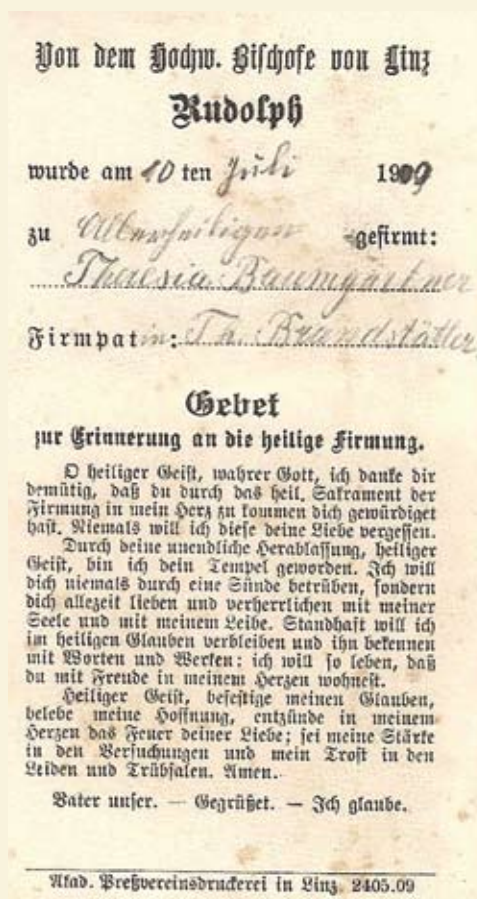 Von dem Hochw. Bischofe von Linz
Rudolph
wurde am 10 ten Juli 1909
zu Alberheiligen gefirmt:
Theresia Baumgartner
Firmpatin: Th. Brandstätter
Gebet
zur Erinnerung an die heilige Firmung.
O heiliger Geist, wahrer Gott, ich danke dir
demütig, daß du durch das heil. Sakrament der
Firmung in mein Herz zu kommen dich gewürdiget
hast. Niemals will ich diese deine Liebe vergessen.
Durch deine unendliche Herablassung, heiliger
Geist, bin ich dein Tempel geworden. Ich will
dich niemals durch eine Sünde betrüben, sondern
dich allezeit lieben und verherrlichen mit meiner
Seele und mit meinem Leibe. Standhaft will ich
im heiligen Glauben verbleiben und ihn bekennen
mit Worten und Werken: ich will so leben, daß
du mit Freude in meinem Herzen wohnest.
Heiliger Geist, befestige meinen Glauben,
belebe meine Hoffnung, entzünde in meinem
Herzen das Feuer deiner Liebe; sei meine Stärke
in den Versuchungen und mein Trost in den
Leiden und Trübsalen. Amen.
Vater unser. — Gegrüßet. — Ich glaube.
Akad. Preßvereinsdruckerei in Linz 2405.09